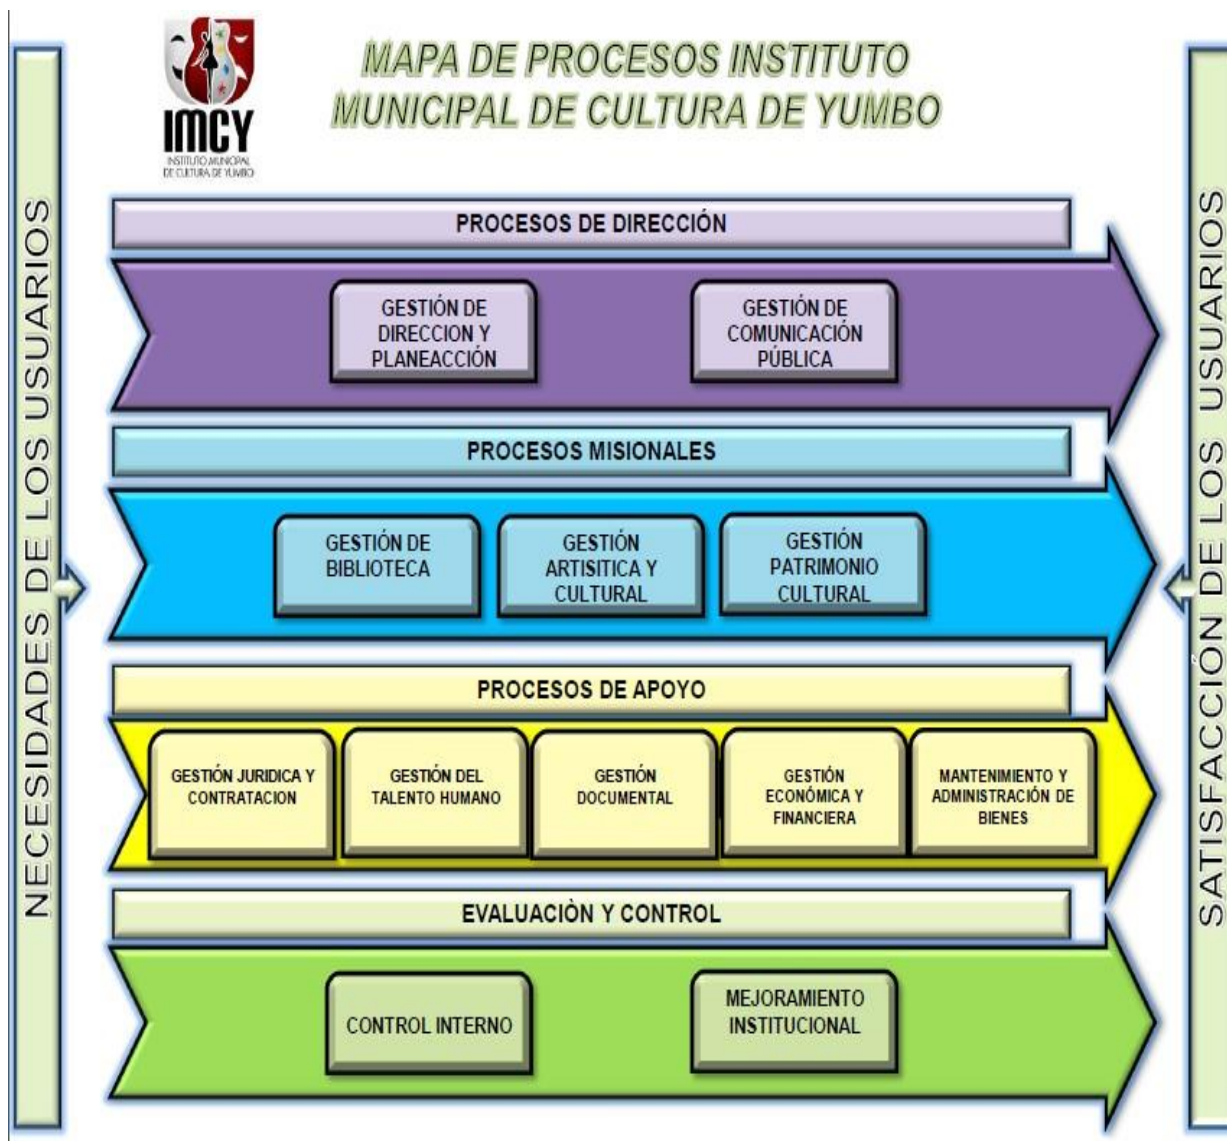 IMCY
INSTITUTO MUNICIPAL
DE CULTURA DE YUMBO
MAPA DE PROCESOS INSTITUTO
MUNICIPAL DE CULTURA DE YUMBO
NECESIDADES DE LOS USUARIOS
PROCESOS DE DIRECCIÓN
GESTIÓN DE
DIRECCION Y
PLANEACCIÓN
GESTIÓN DE
COMUNICACIÓN
PÚBLICA
PROCESOS MISIONALES
GESTIÓN DE
BIBLIOTECA
GESTIÓN
ARTISITICA Y
CULTURAL
GESTIÓN
PATRIMONIO
CULTURAL
PROCESOS DE APOYO
GESTIÓN JURIDICA Y
CONTRATACION
GESTIÓN DEL
TALENTO HUMANO
GESTIÓN
DOCUMENTAL
GESTIÓN
ECONÓMICA Y
FINANCIERA
MANTENIMIENTO Y
ADMINISTRACIÓN DE
BIENES
EVALUACIÒN Y CONTROL
CONTROL INTERNO
MEJORAMIENTO
INSTITUCIONAL
SATISFACCIÓN DE LOS USUARIOS